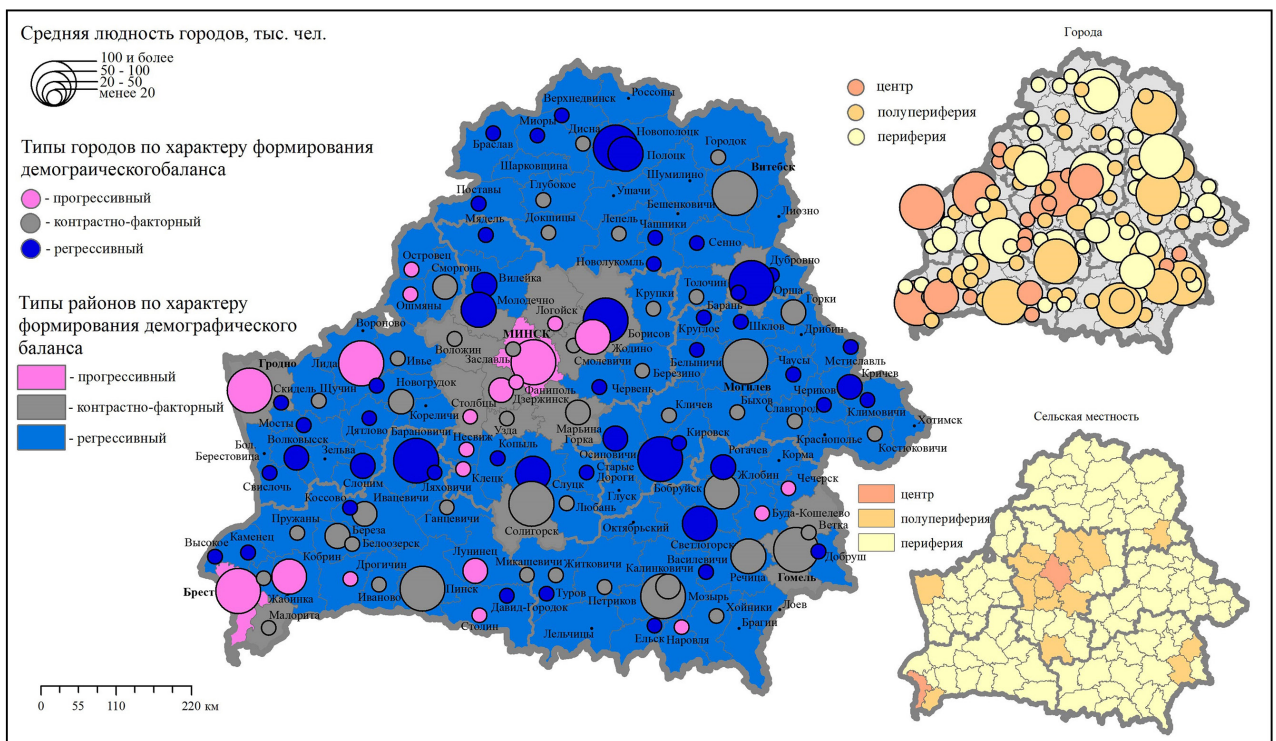 Средняя людность городов, тыс. чел.
100 и более
50 - 100
20 - 50
менее 20
Типы городов по характеру формирования
демограическогобаланса
- прогрессивный
- контрастно-факторный
- регрессивный
Типы районов по характеру
формирования демографического
баланса
- прогрессивный
- контрастно-факторный
- регрессивный
0 55 110 220 км
Города
центр
полупериферия
периферия
Сельская местность
центр
полупериферия
периферия
Россоны
Верхнедвинск
Миоры
Дисна
Новополоцк
Браслав
Полоцк
Городок
Шарковщина
Витебск
Шумилино
Глубокое
Ушачи
Поставы
Бешенковичи
Лиозно
Докшицы
Лепель
Мядель
Чашники
Сенно
Островец
Новолукомль
Дубровно
Сморгонь
Вилейка
Толочин
Орша
Ошмяны
Молодечно
Крупки
Барань
Горки
Логойск
Вороново
Борисов
Круглое
Шклов
Дрибин
МИНСК
Воложин
Жодино
Заславль
Смолевичи
Белыничи
Мстиславль
Гродно
Лида
Ивье
Березино
Чаусы
Кричев
Скидель
Щучин
Новогрудок
Фаниполь
Червень
Могилев
Чериков
Столбцы
Дзержинск
Быхов
Климовичи
Кореличи
Кличев
Славгород
Мосты
Узда
Марьина
Горка
Хотимск
Дятлово
Барановичи
Несвиж
Кировск
Краснополье
Волковысск
Копыль
Осиповичи
Костюковичи
Бол.
Берестовица
Зельва
Рогачев
Корма
Старые
Дороги
Клецк
Слуцк
Бобруйск
Жлобин
Свислочь
Слоним
Ляховичи
Глуск
Чечерск
Коссово
Ивацевичи
Любань
Ганцевичи
Буда-Кошелево
Пружаны
Береза
Солигорск
Октябрьский
Ветка
Высокое
Каменец
Белоозерск
Светлогорск
Добруш
Кобрин
Лунинец
Василевичи
Дрогичин
Микашевичи
Житковичи
Калинковичи
Речица
Гомель
Брест
Жабинка
Иваново
Пинск
Петриков
Мозырь
Малорита
Давид-Городок
Туров
Хойники
Лоев
Столин
Лельчицы
Ельск
Наровля
Брагин